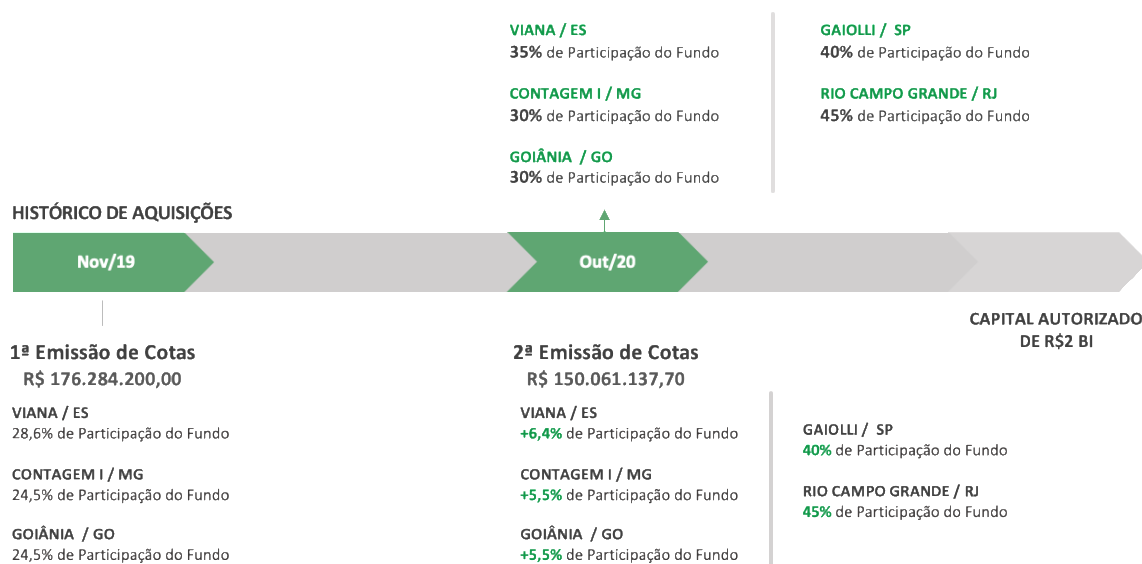 VIANA / ES
35% de Participação do Fundo
CONTAGEM I / MG
30% de Participação do Fundo
GOIÂNIA / GO
30% de Participação do Fundo
GAIOLLI / SP
40% de Participação do Fundo
RIO CAMPO GRANDE / RJ
45% de Participação do Fundo
HISTÓRICO DE AQUISIÇÕES
Nov/19
Out/20
CAPITAL AUTORIZADO
DE R$2 BI
1ª Emissão de Cotas
R$ 176.284.200,00
VIANA / ES
28,6% de Participação do Fundo
CONTAGEM I / MG
24,5% de Participação do Fundo
GOIÂNIA / GO
24,5% de Participação do Fundo
2ª Emissão de Cotas
R$ 150.061.137,70
VIANA / ES
+6,4% de Participação do Fundo
CONTAGEM I / MG
+5,5% de Participação do Fundo
GOIÂNIA / GO
+5,5% de Participação do Fundo
GAIOLLI / SP
40% de Participação do Fundo
RIO CAMPO GRANDE / RJ
45% de Participação do Fundo